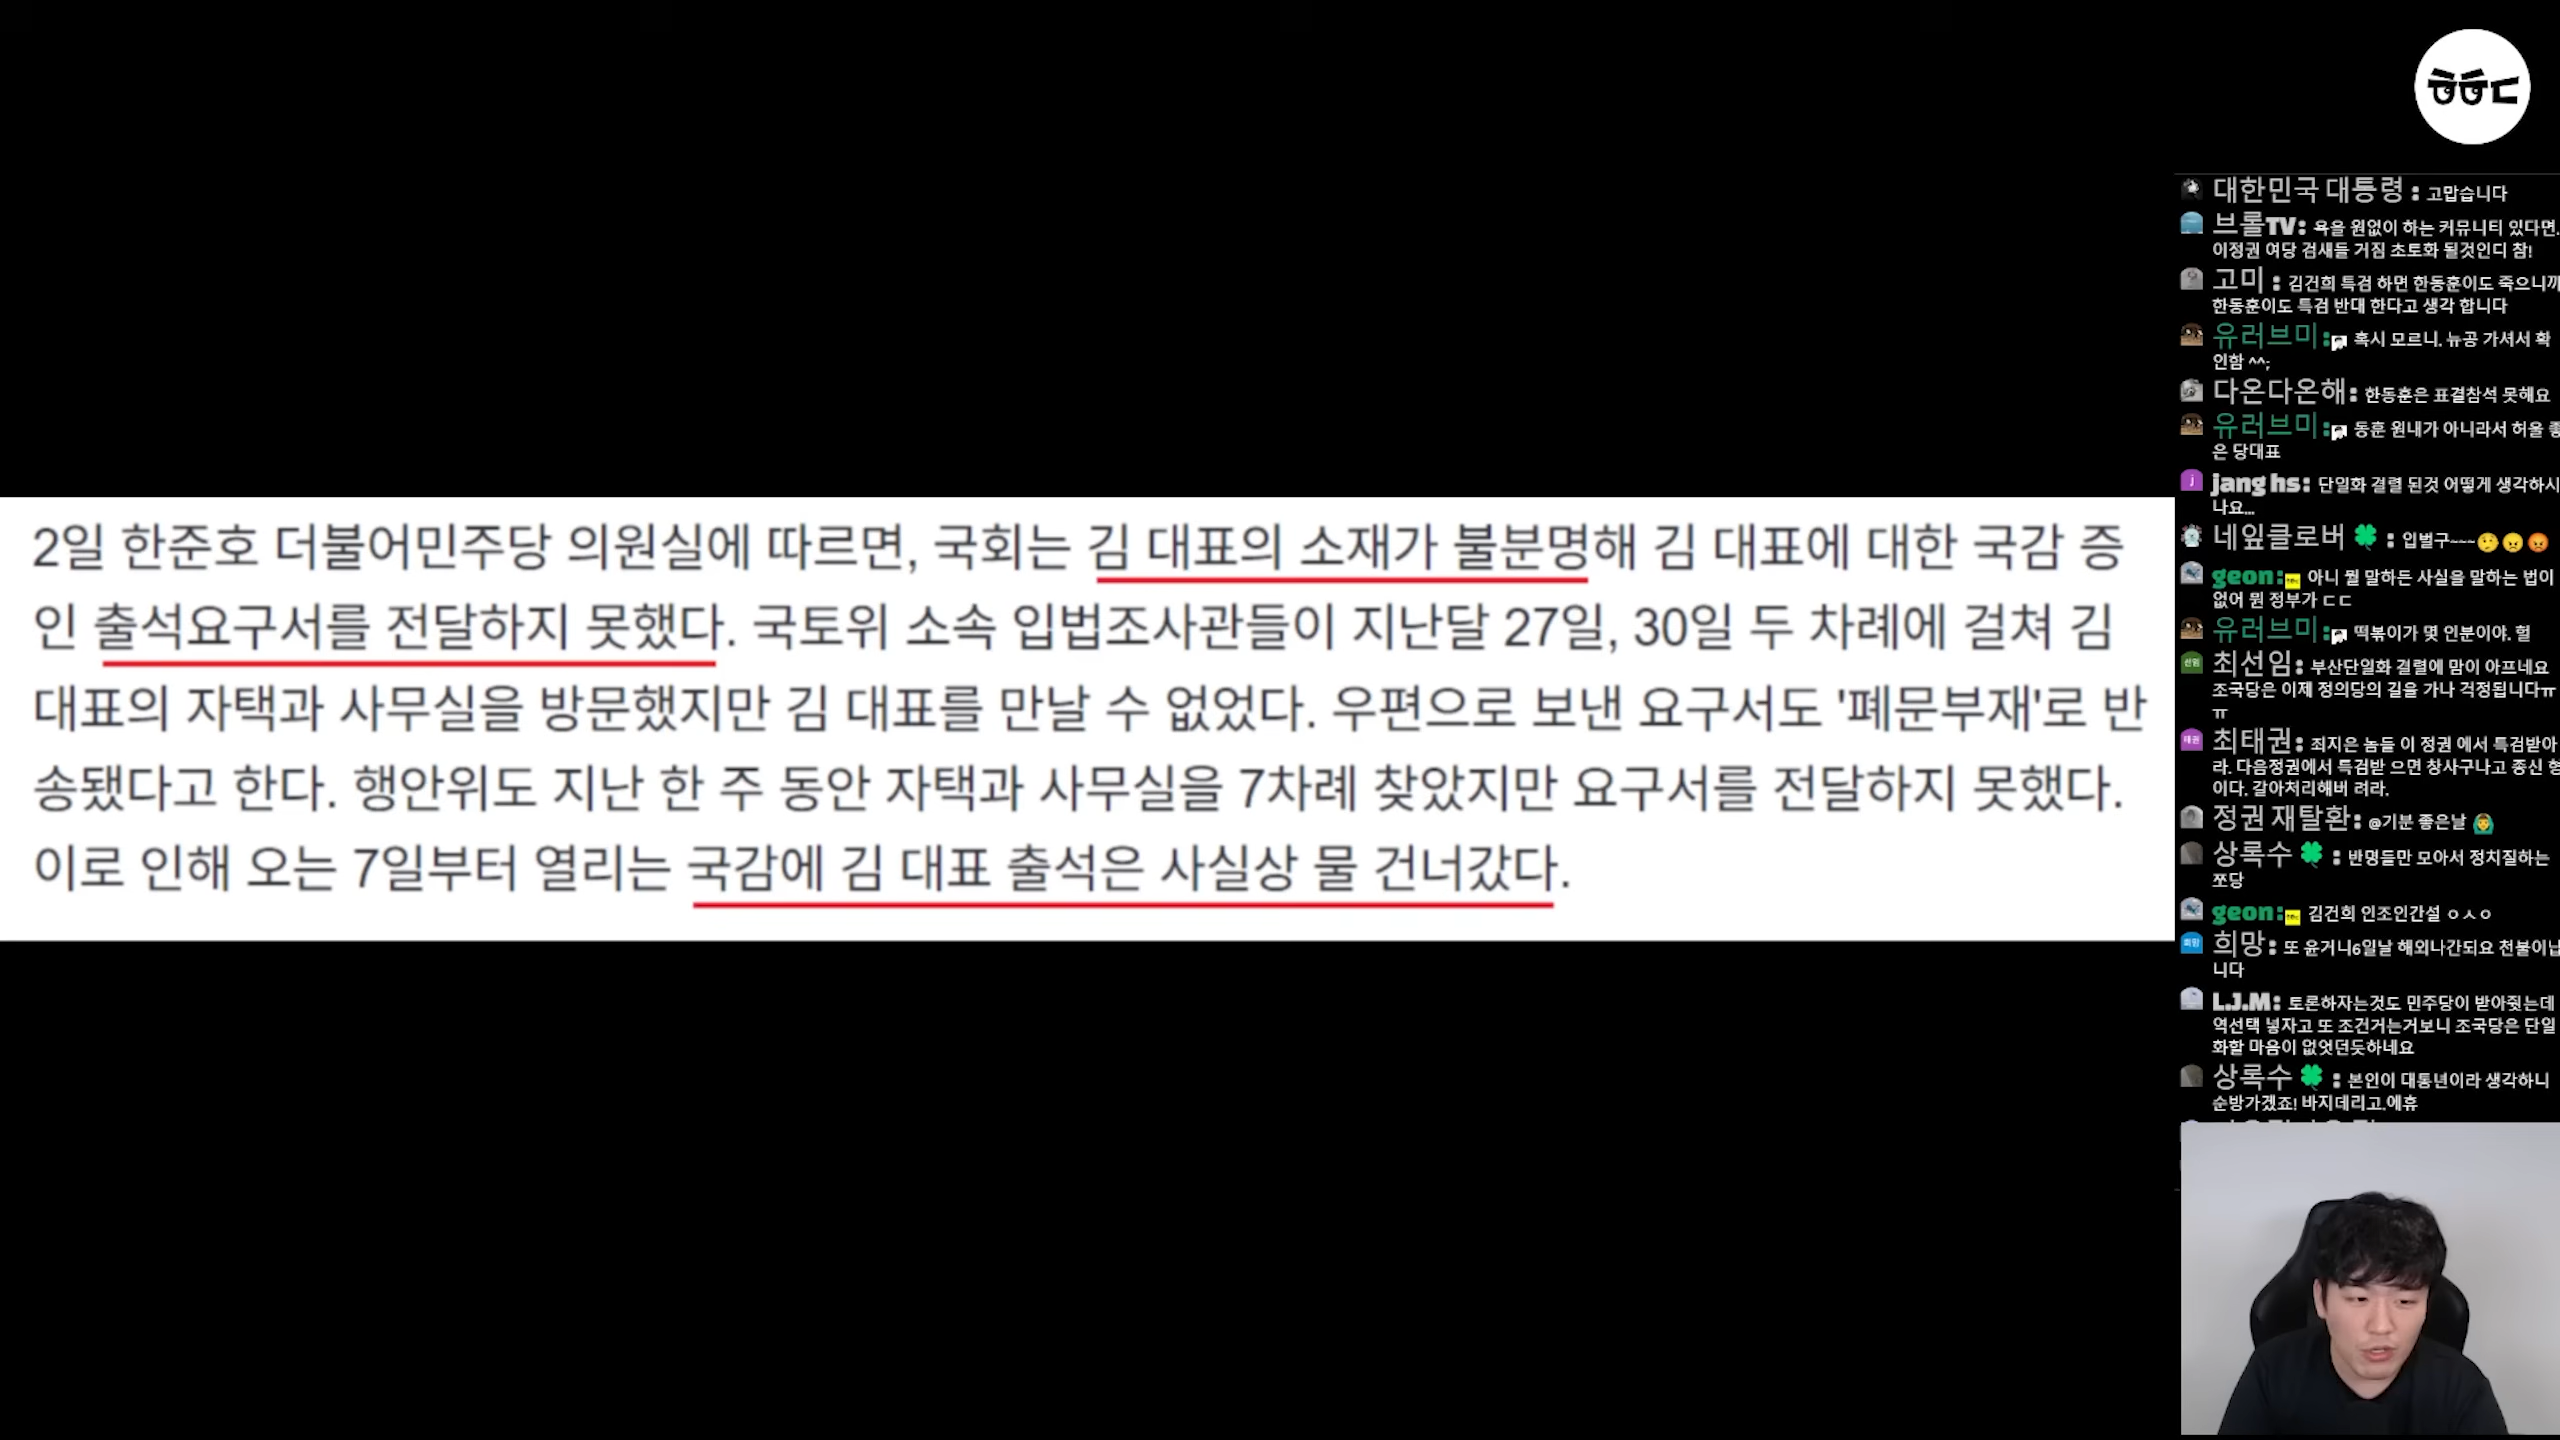 ㅎㅎㄷ
2일 한준호 더불어민주당 의원실에 따르면, 국회는 김 대표의 소재가 불분명해 김 대표에 대한 국감 증
인 출석요구서를 전달하지 못했다. 국토위 소속 입법조사관들이 지난달 27일, 30일 두 차례에 걸쳐 김
대표의 자택과 사무실을 방문했지만 김 대표를 만날 수 없었다. 우편으로 보낸 요구서도 '폐문부재'로 반
송됐다고 한다. 행안위도 지난 한 주 동안 자택과 사무실을 7차례 찾았지만 요구서를 전달하지 못했다.
이로 인해 오는 7일부터 열리는 국감에 김 대표 출석은 사실상 물 건너갔다.
대한민국 대통령 : 고맙습니다
브롤TV: 욕을 원없이 하는 커뮤니티 있다면.
이정권 여당 검새들 거짐 초토화 될것인디 참!
고미 : 김건희 특검 하면 한동훈이도 죽으니까
한동훈이도 특검 반대 한다고 생각 합니다
유러브미: 혹시 모르니. 뉴공 가셔서 확
인함 ^^;
다온다온해: 한동훈은 표결참석 못해요
유러브미: 동훈 원내가 아니라서 허울 좋
은 당대표
jang hs: 단일화 결렬 된것 어떻게 생각하시
나요...
네잎클로버 🍀 : 입벌구~~~🤥😠😡
geon: 아니 뭘 말하든 사실을 말하는 법이
없어 뭔 정부가 ㄷㄷ
유러브미: 떡볶이가 몇 인분이야. 헐
최선임: 부산단일화 결렬에 맘이 아프네요
조국당은 이제 정의당의 길을 가나 걱정됩니다ㅠ
ㅠ
최태권: 죄지은 놈들 이 정권 에서 특검받아
라. 다음정권에서 특검받 으면 창사구나고 종신 형
이다. 갈아처리해버 려라.
정권 재탈환: @기분 좋은날 🙆‍♂️
상록수 🍀 : 반명들만 모아서 정치질하는
쪼당
geon: 김건희 인조인간설 ㅇㅅㅇ
희망: 또 윤거니6일날 해외나간되요 천불이납
니다
L.J.M: 토론하자는것도 민주당이 받아줫는데
역선택 넣자고 또 조건거는거보니 조국당은 단일
화할 마음이 없엇던듯하네요
상록수 🍀 : 본인이 대통년이라 생각하니
순방가겠죠! 바지데리고.에휴